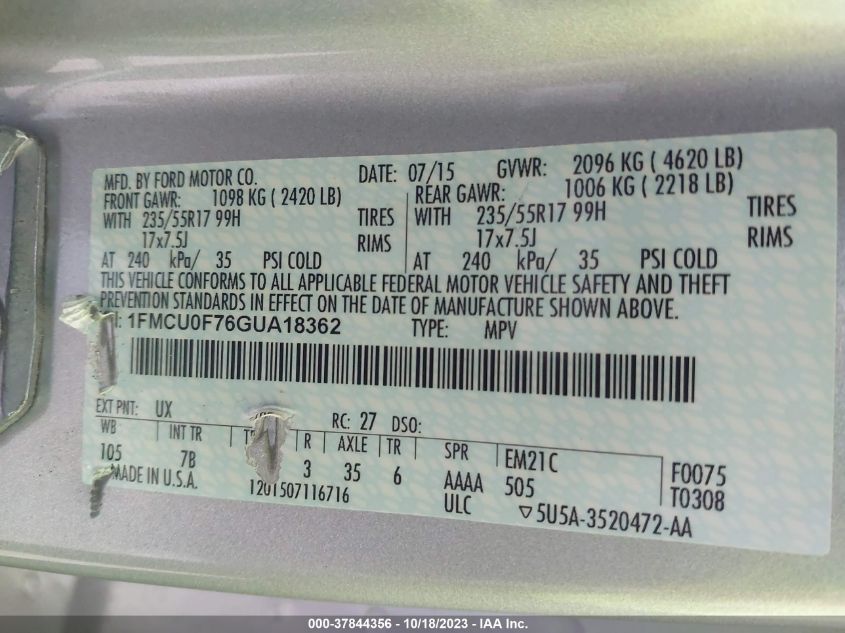 MFD. BY FORD MOTOR CO. DATE: 07/15 GVWR: 2096 KG ( 4620 LB)
FRONT GAWR: 1098 KG ( 2420 LB) REAR GAWR: 1006 KG ( 2218 LB)
WITH 235/55R17 99H TIRES WITH 235/55R17 99H TIRES
17x7.5J RIMS 17x7.5J RIMS
AT 240 kPa/ 35 PSI COLD AT 240 kPa/ 35 PSI COLD
THIS VEHICLE CONFORMS TO ALL APPLICABLE FEDERAL MOTOR VEHICLE SAFETY AND THEFT
PREVENTION STANDARDS IN EFFECT ON THE DATE OF MANUFACTURE SHOWN ABOVE.
1FMCU0F76GUA18362 TYPE: MPV
EXT PNT: UX RC: 27 DSO:
WB INT TR R AXLE TR SPR EM21C F0075
105 7B 3 35 6 AAAA 505 T0308
MADE IN U.S.A. 1201507116716 ULC ▽5U5A-3520472-AA
000-37844356 - 10/18/2023 - IAA Inc.